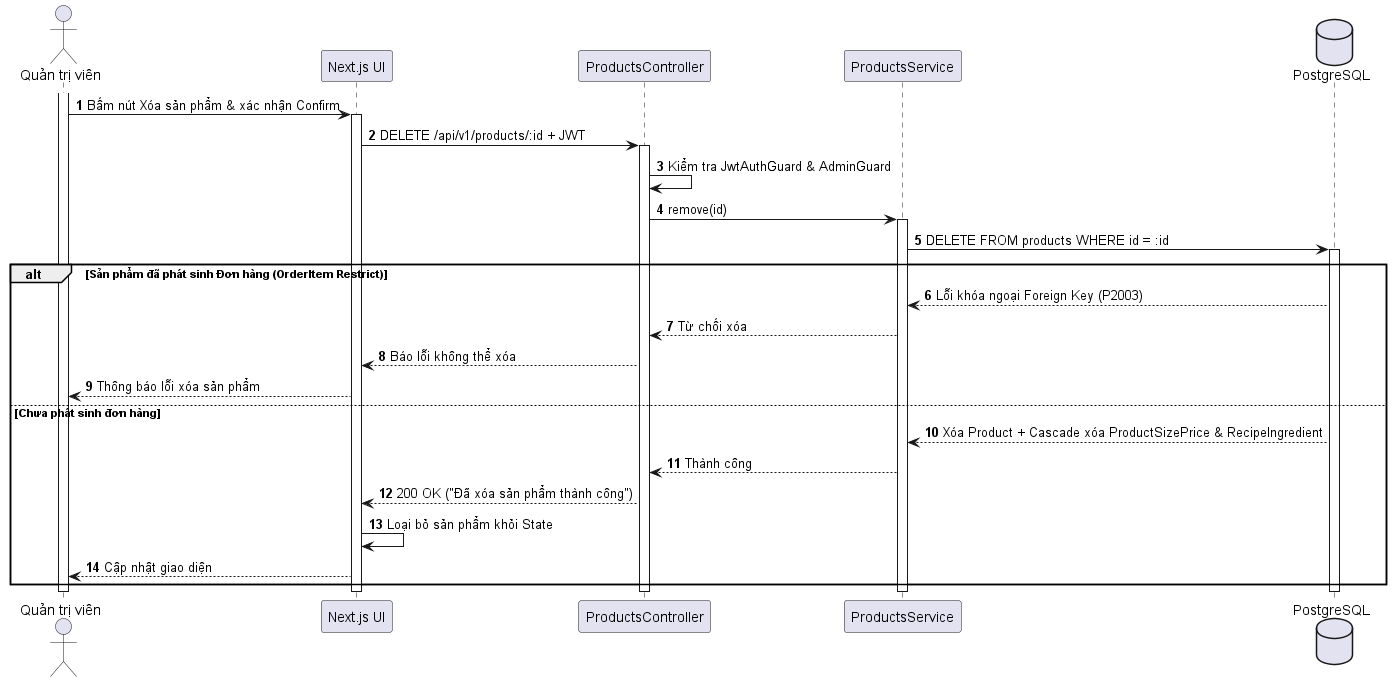 Quản trị viên
Next.js UI
ProductsController
ProductsService
PostgreSQL
1 Bấm nút Xóa sản phẩm & xác nhận Confirm
2 DELETE /api/v1/products/:id + JWT
3 Kiểm tra JwtAuthGuard & AdminGuard
4 remove(id)
5 DELETE FROM products WHERE id = :id
alt [Sản phẩm đã phát sinh Đơn hàng (OrderItem Restrict)]
6 Lỗi khóa ngoại Foreign Key (P2003)
7 Từ chối xóa
8 Báo lỗi không thể xóa
9 Thông báo lỗi xóa sản phẩm
[Chưa phát sinh đơn hàng]
10 Xóa Product + Cascade xóa ProductSizePrice & RecipeIngredient
11 Thành công
12 200 OK ("Đã xóa sản phẩm thành công")
13 Loại bỏ sản phẩm khỏi State
14 Cập nhật giao diện
Quản trị viên
Next.js UI
ProductsController
ProductsService
PostgreSQL